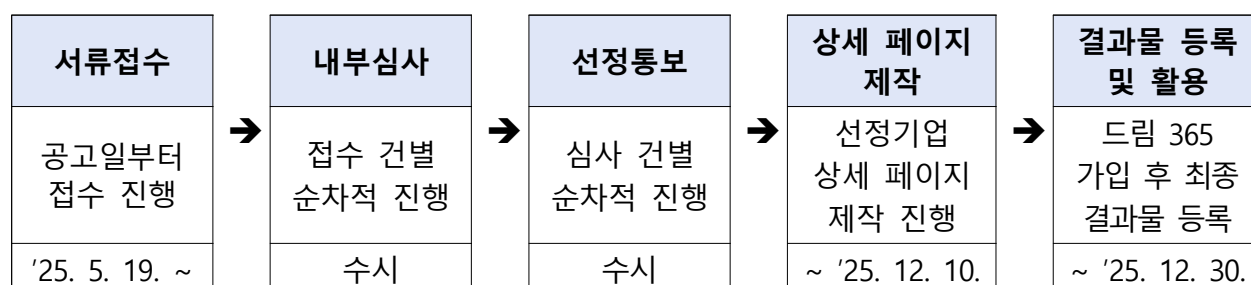 서류접수
공고일부터
접수 진행
'25. 5. 19. ~
➔
내부심사
접수 건별
순차적 진행
수시
➔
선정통보
심사 건별
순차적 진행
수시
➔
상세 페이지
제작
선정기업
상세 페이지
제작 진행
~ '25. 12. 10.
➔
결과물 등록
및 활용
드림 365
가입 후 최종
결과물 등록
~ '25. 12. 30.